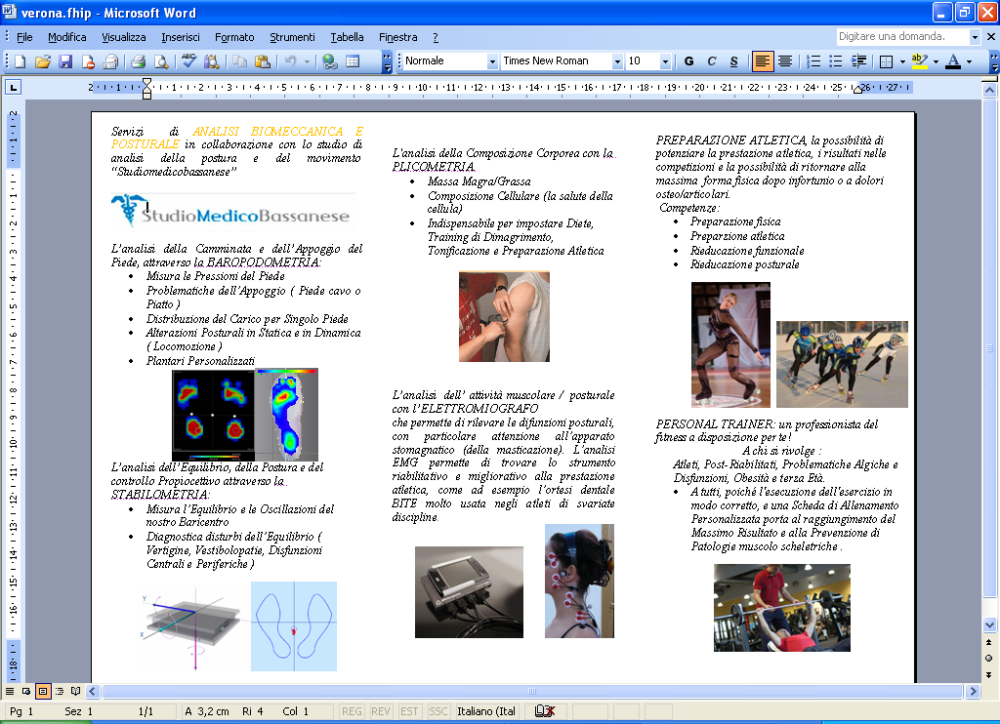 verona.fhip - Microsoft Word
File Modifica Visualizza Inserisci Formato Strumenti Tabella Finestra ?
Digitare una domanda.
Normale Times New Roman 10 G C S
Servizi di ANALISI BIOMECCANICA E
POSTURALE in collaborazione con lo studio di
analisi della postura e del movimento
“Studiomedicobassanese”
StudioMedicoBassanese
L’analisi della Camminata e dell’Appoggio del
Piede, attraverso la BAROPODOMETRIA:
• Misura le Pressioni del Piede
• Problematiche dell’Appoggio ( Piede cavo o
Piatto )
• Distribuzione del Carico per Singolo Piede
• Alterazioni Posturali in Statica e in Dinamica
( Locomozione )
• Plantari Personalizzati
L’analisi dell’Equilibrio, della Postura e del
controllo Propiocettivo attraverso la..
STABILOMETRIA:
• Misura l’Equilibrio e le Oscillazioni del
nostro Baricentro
• Diagnostica disturbi dell’Equilibrio (
Vertigine, Vestibolopatie, Disfunzioni
Centrali e Periferiche )
Y
X
L'analisi della Composizione Corporea con la..
PLICOMETRIA.
• Massa Magra/Grassa
• Composizione Cellulare (la salute della
cellula)
• Indispensabile per impostare Diete,
Training di Dimagrimento,
Tonificazione e Preparazione Atletica
L’analisi dell’ attività muscolare / posturale
con l’ELETTROMIOGRAFO
che permette di rilevare le difunzioni posturali,
con particolare attenzione all’apparato
stomagnatico (della masticazione). L’analisi
EMG permette di trovare lo strumento
riabilitativo e migliorativo alla prestazione
atletica, come ad esempio l’ortesi dentale
BITE molto usata negli atleti di svariate
discipline.
PREPARAZIONE ATLETICA, la possibilità di
potenziare la prestazione atletica, i risultati nelle
competizioni e la possibilità di ritornare alla
massima forma fisica dopo infortunio o a dolori
osteo/articolari.
Competenze:
• Preparazione fisica
• Preparzione atletica
• Rieducazione funzionale
• Rieducazione posturale
PERSONAL TRAINER: un professionista del
fitness a disposizione per te!
A chi si rivolge :
Atleti, Post-Riabilitati, Problematiche Algiche e
Disfunzioni, Obesità e terza Età.
• A tutti, poiché l'esecuzione dell'esercizio in
modo corretto, e una Scheda di Allenamento
Personalizzata porta al raggiungimento del
Massimo Risultato e alla Prevenzione di
Patologie muscolo scheletriche .
Pg 1 Sez 1 1/1 A 3,2 cm Ri 4 Col 1 REG REV EST SSC Italiano (Ital